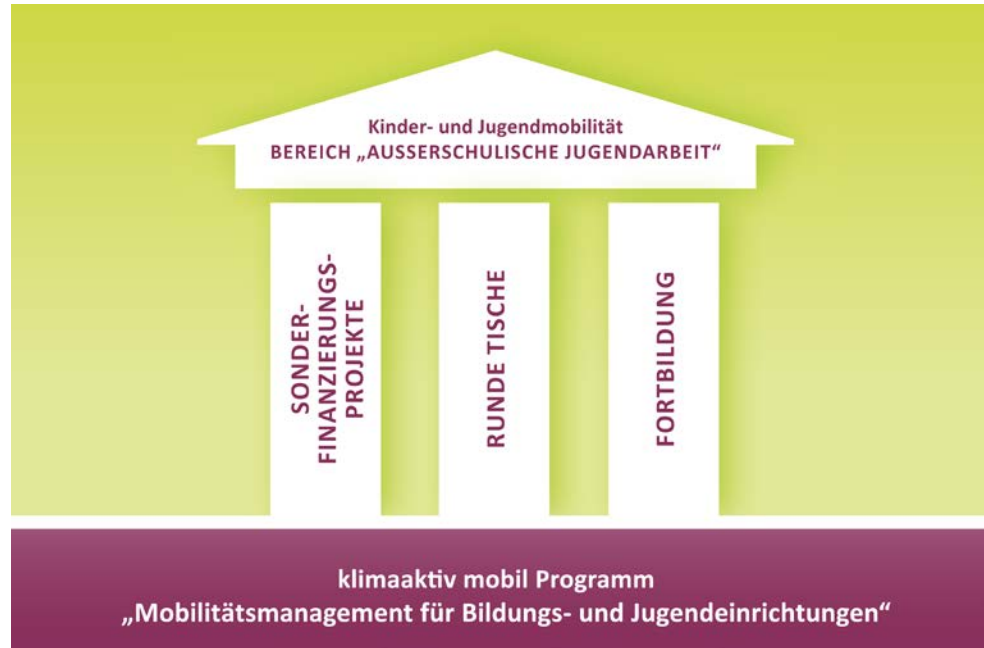 Kinder- und Jugendmobilität
BEREICH „AUSSERSCHULISCHE JUGENDARBEIT“
SONDER-
FINANZIERUNGS-
PROJEKTE
RUNDE TISCHE
FORTBILDUNG
klimaaktiv mobil Programm
„Mobilitätsmanagement für Bildungs- und Jugendeinrichtungen“